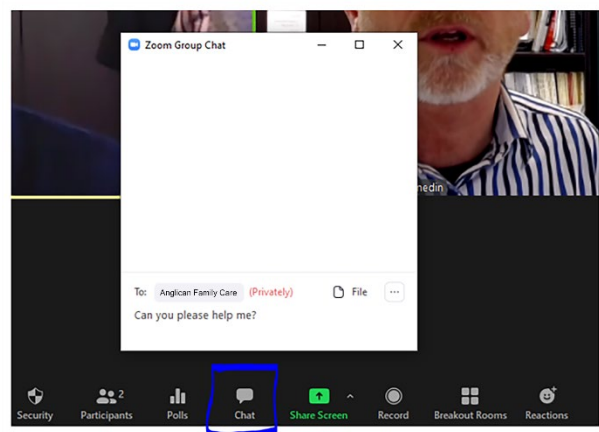 Zoom Group Chat
medin
To: Anglican Family Care (Privately) File ...
Can you please help me?
2
Security Participants Polls Chat Share Screen Record Breakout Rooms Reactions